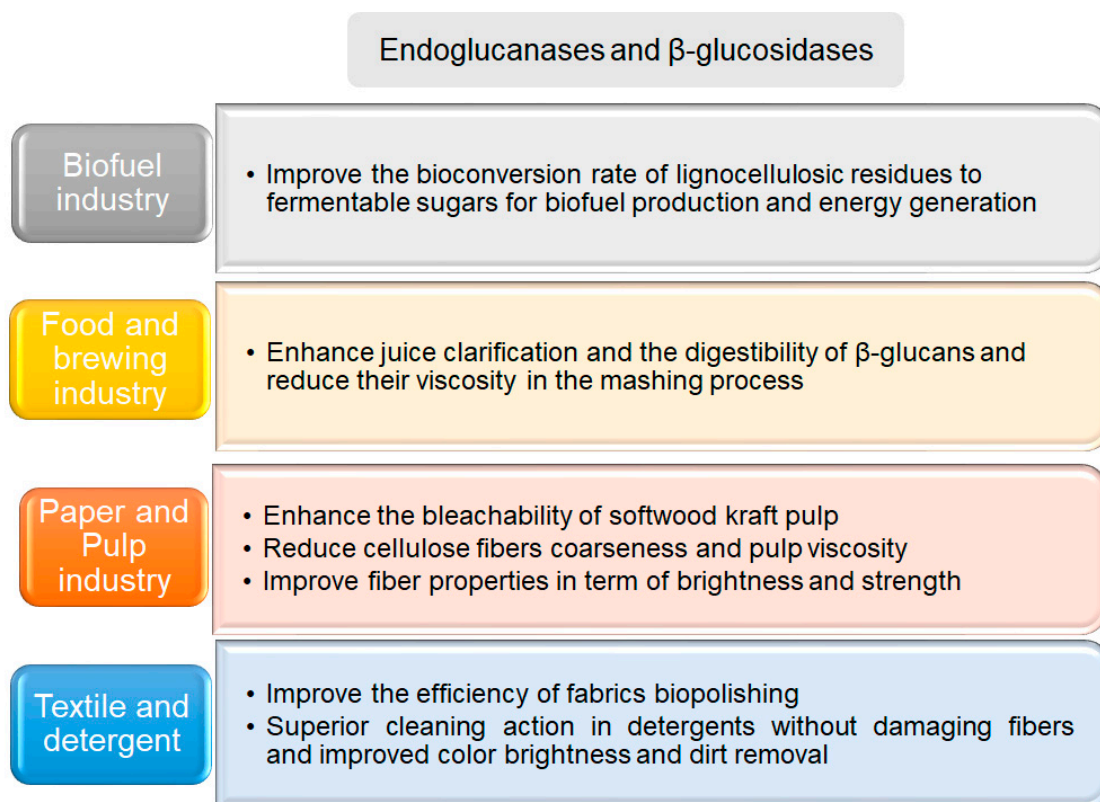 Endoglucanases and β-glucosidases
Biofuel
industry
• Improve the bioconversion rate of lignocellulosic residues to
fermentable sugars for biofuel production and energy generation
Food and
brewing
industry
• Enhance juice clarification and the digestibility of β-glucans and
reduce their viscosity in the mashing process
Paper and
Pulp
industry
• Enhance the bleachability of softwood kraft pulp
• Reduce cellulose fibers coarseness and pulp viscosity
• Improve fiber properties in term of brightness and strength
Textile and
detergent
• Improve the efficiency of fabrics biopolishing
• Superior cleaning action in detergents without damaging fibers
and improved color brightness and dirt removal